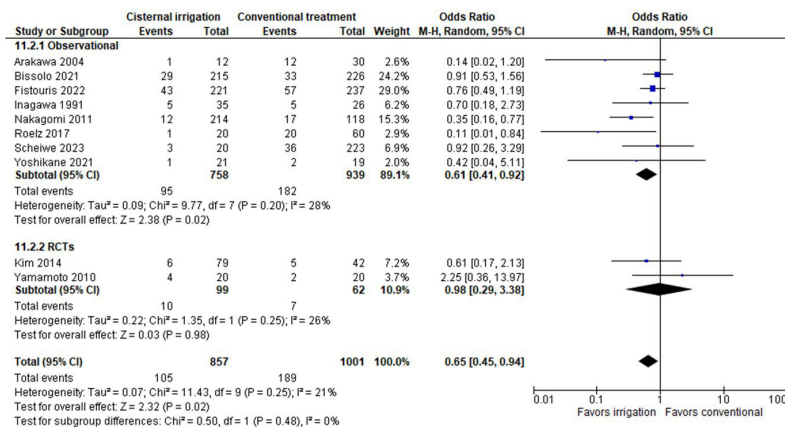 Cisternal irrigation Conventional treatment Odds Ratio Odds Ratio
Study or Subgroup Events Total Events Total Weight M-H, Random, 95% CI M-H, Random, 95% CI
11.2.1 Observational
Arakawa 2004 1 12 12 30 2.6% 0.14 [0.02, 1.20]
Bissolo 2021 29 215 33 226 24.2% 0.91 [0.53, 1.56]
Fistouris 2022 43 221 57 237 29.0% 0.76 [0.49, 1.19]
Inagawa 1991 5 35 5 26 7.0% 0.70 [0.18, 2.73]
Nakagomi 2011 12 214 17 118 15.3% 0.35 [0.16, 0.77]
Roelz 2017 1 20 20 60 2.9% 0.11 [0.01, 0.84]
Scheiwe 2023 3 20 36 223 8.0% 0.92 [0.26, 3.29]
Yoshikane 2021 1 21 2 19 2.0% 0.42 [0.04, 5.11]
Subtotal (95% CI) 758 939 89.1% 0.61 [0.41, 0.92]
Total events 95 182
Heterogeneity: Tau² = 0.09; Chi² = 9.77, df = 7 (P = 0.20); I² = 28%
Test for overall effect: Z = 2.38 (P = 0.02)
11.2.2 RCTs
Kim 2014 6 79 5 42 7.2% 0.61 [0.17, 2.13]
Yamamoto 2010 4 20 2 20 3.7% 2.25 [0.36, 13.97]
Subtotal (95% CI) 99 62 10.9% 0.98 [0.29, 3.38]
Total events 10 7
Heterogeneity: Tau² = 0.22; Chi² = 1.35, df = 1 (P = 0.25); I² = 26%
Test for overall effect: Z = 0.03 (P = 0.98)
Total (95% CI) 857 1001 100.0% 0.65 [0.45, 0.94]
Total events 105 189
Heterogeneity: Tau² = 0.07; Chi² = 11.43, df = 9 (P = 0.25); I² = 21%
Test for overall effect: Z = 2.32 (P = 0.02)
Test for subgroup differences: Chi² = 0.50, df = 1 (P = 0.48), I² = 0%
0.01 0.1 1 10 100
Favors irrigation Favors conventional